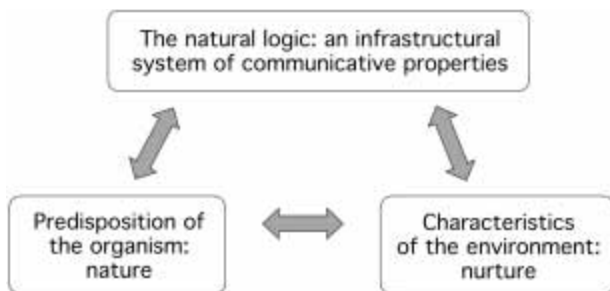 The natural logic: an infrastructural
system of communicative properties
Predisposition of
the organism:
nature
Characteristics
of the environment:
nurture